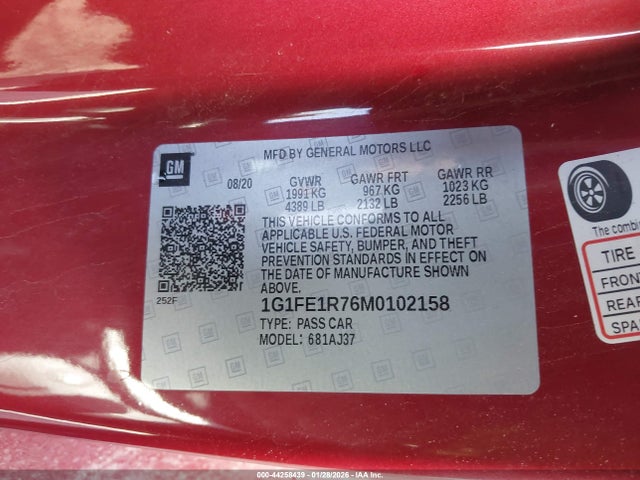 MFD BY GENERAL MOTORS LLC
GM
08/20
GVWR GAWR FRT GAWR RR
1991 KG 967 KG 1023 KG
4389 LB 2132 LB 2256 LB
THIS VEHICLE CONFORMS TO ALL
APPLICABLE U.S. FEDERAL MOTOR
VEHICLE SAFETY, BUMPER, AND THEFT
PREVENTION STANDARDS IN EFFECT ON
THE DATE OF MANUFACTURE SHOWN
ABOVE.
252F
1G1FE1R76M0102158
TYPE: PASS CAR
MODEL: 681AJ37
The combin
TIRE
FRON
REAR
SPA
000-44258439 - 01/28/2026 - IAA Inc.